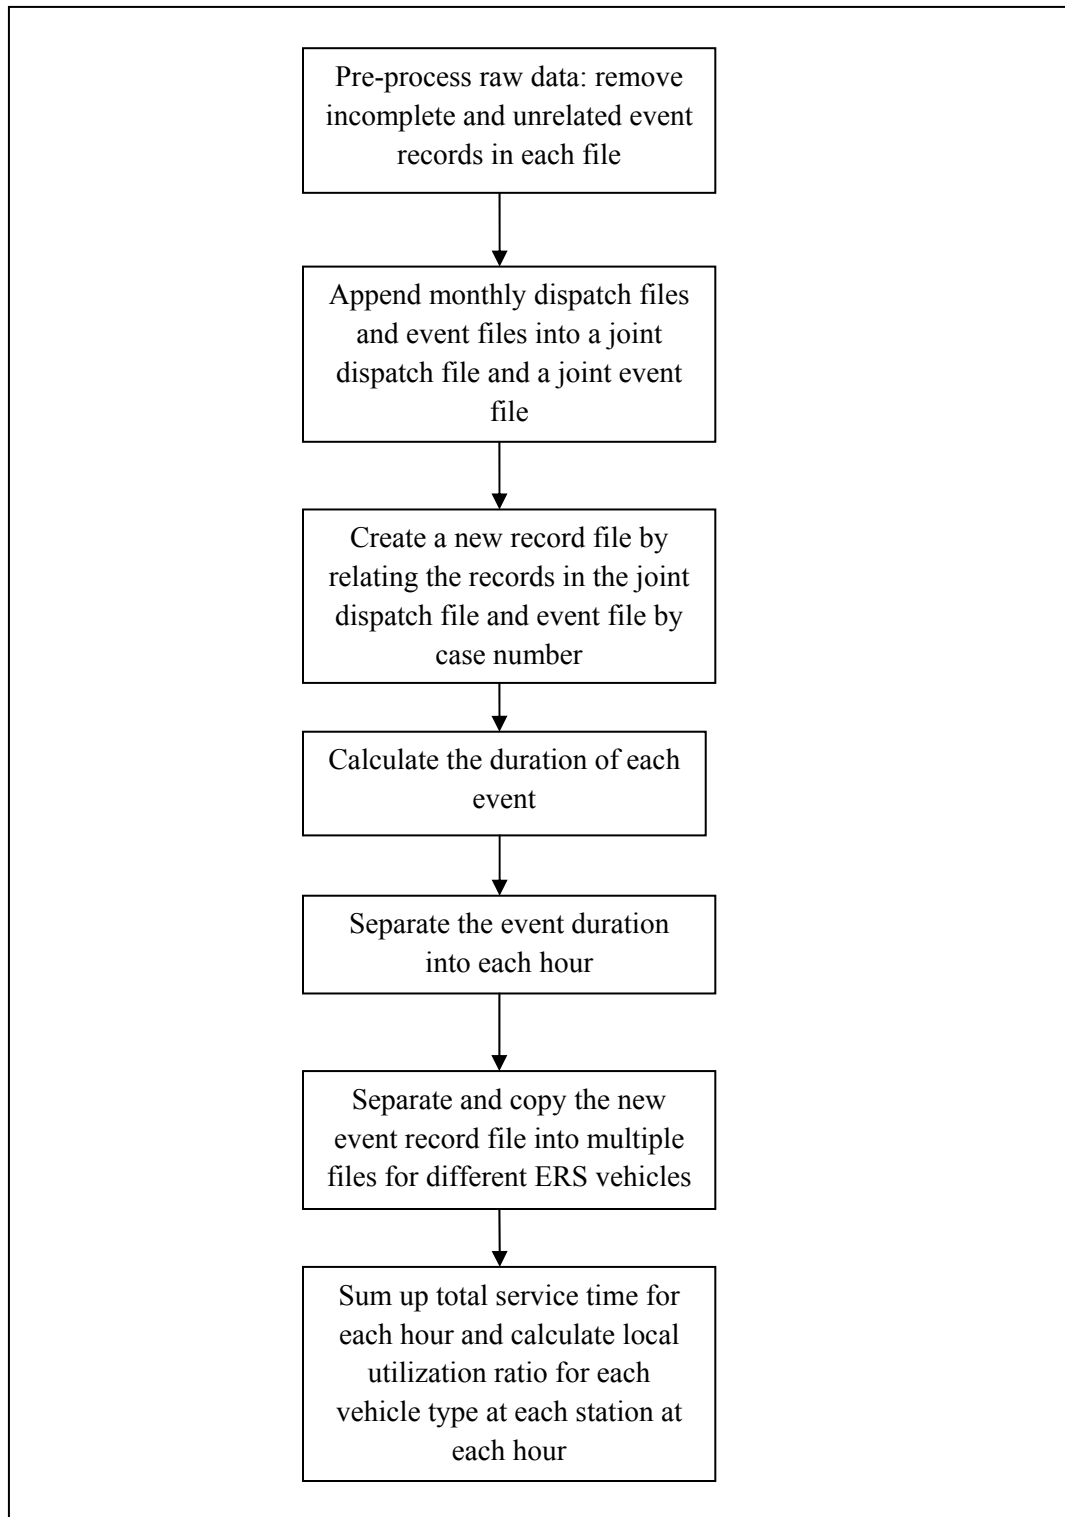 Pre-process raw data: remove
incomplete and unrelated event
records in each file
Append monthly dispatch files
and event files into a joint
dispatch file and a joint event
file
Create a new record file by
relating the records in the joint
dispatch file and event file by
case number
Calculate the duration of each
event
Separate the event duration
into each hour
Separate and copy the new
event record file into multiple
files for different ERS vehicles
Sum up total service time for
each hour and calculate local
utilization ratio for each
vehicle type at each station at
each hour